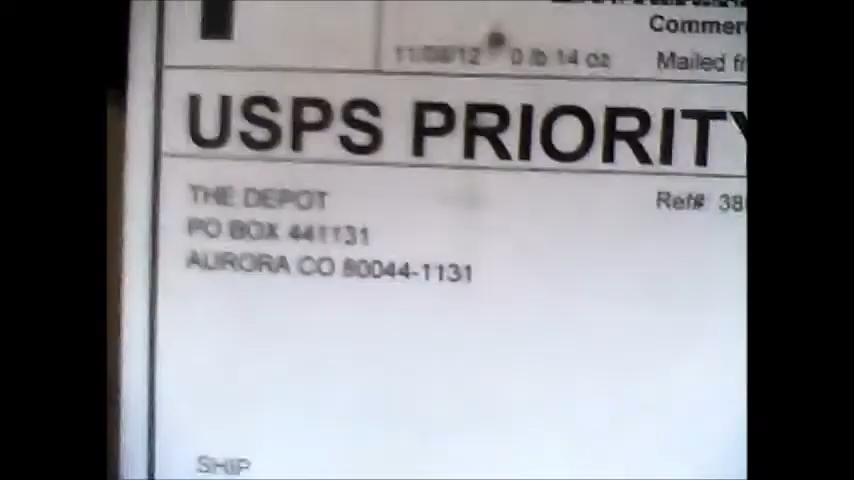 Commer
11/08/12 0 lb 14 oz Mailed fr
USPS PRIORITY
THE DEPOT Ref# 38
PO BOX 441131
AURORA CO 80044-1131
SHIP